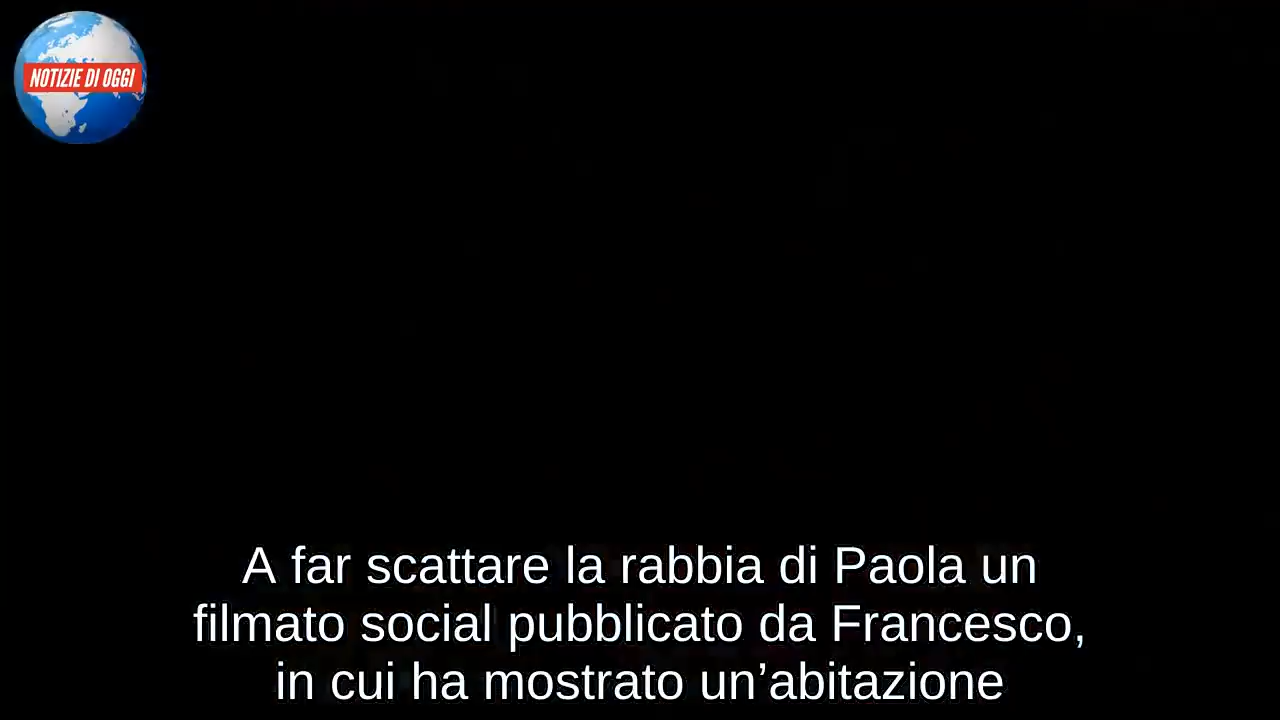 NOTIZIE DI OGGI
A far scattare la rabbia di Paola un
filmato social pubblicato da Francesco,
in cui ha mostrato un’abitazione